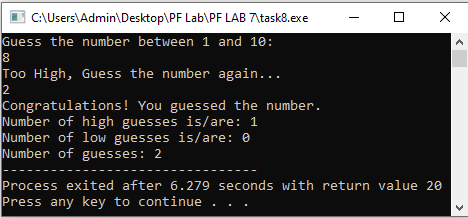 C:\Users\Admin\Desktop\PF Lab\PF LAB 7\task8.exe
Guess the number between 1 and 10:
8
Too High, Guess the number again...
2
Congratulations! You guessed the number.
Number of high guesses is/are: 1
Number of low guesses is/are: 0
Number of guesses: 2
--------------------------------
Process exited after 6.279 seconds with return value 20
Press any key to continue . . .